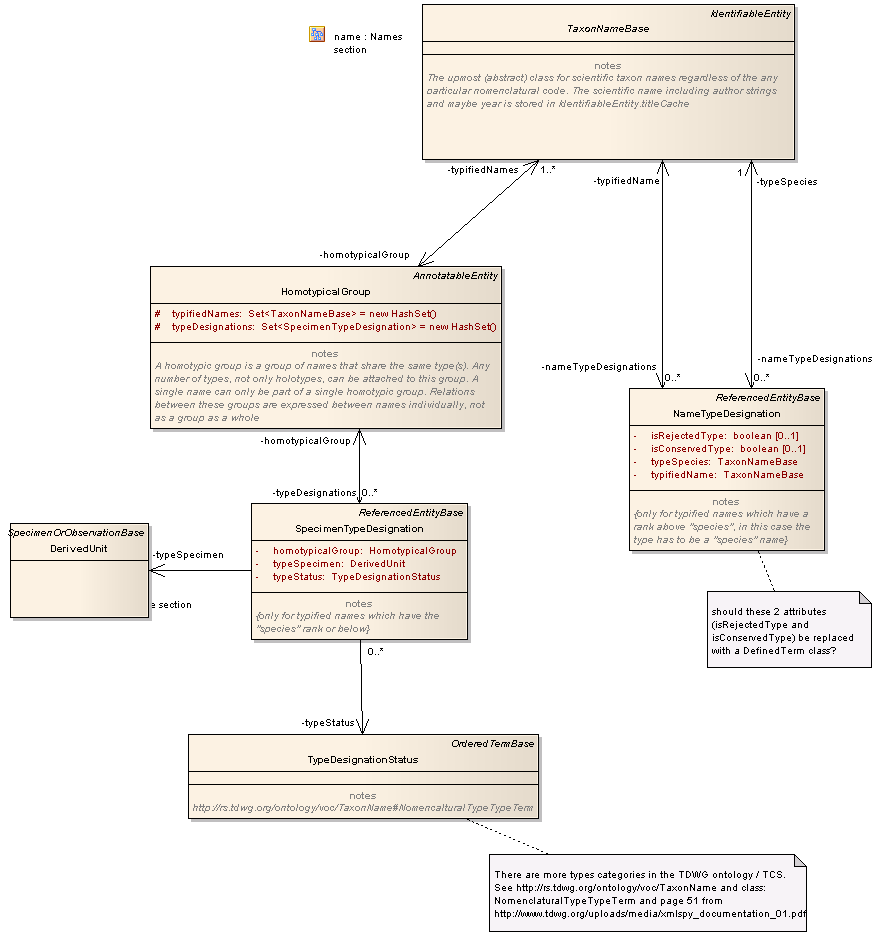 name : Names
section
IdentifiableEntity
TaxonNameBase
notes
The upmost (abstract) class for scientific taxon names regardless of the any
particular nomenclatural code. The scientific name including author strings
and maybe year is stored in IdentifiableEntity.titleCache
-typifiedNames
1..*
-typifiedName
1
-typeSpecies
-homotypicalGroup
AnnotatableEntity
HomotypicalGroup
# typifiedNames: Set<TaxonNameBase> = new HashSet()
# typeDesignations: Set<SpecimenTypeDesignation> = new HashSet()
notes
A homotypic group is a group of names that share the same type(s). Any
number of types, not only holotypes, can be attached to this group. A
single name can only be part of a single homotypic group. Relations
between these groups are expressed between names individually, not
as a group as a whole
-nameTypeDesignations
0..*
-nameTypeDesignations
0..*
ReferencedEntityBase
NameTypeDesignation
- isRejectedType: boolean [0..1]
- isConservedType: boolean [0..1]
- typeSpecies: TaxonNameBase
- typifiedName: TaxonNameBase
notes
{only for typified names which have a
rank above "species", in this case the
type has to be a "species" name}
-homotypicalGroup
-typeDesignations
0..*
ReferencedEntityBase
SpecimenTypeDesignation
- homotypicalGroup: HomotypicalGroup
- typeSpecimen: DerivedUnit
- typeStatus: TypeDesignationStatus
notes
{only for typified names which have the
"species" rank or below}
SpecimenOrObservationBase
DerivedUnit
-typeSpecimen
e section
should these 2 attributes
(isRejectedType and
isConservedType) be replaced
with a DefinedTerm class?
0..*
-typeStatus
OrderedTermBase
TypeDesignationStatus
notes
http://rs.tdwg.org/ontology/voc/TaxonName#NomencalturalTypeTypeTerm
There are more types categories in the TDWG ontology / TCS.
See http://rs.tdwg.org/ontology/voc/TaxonName and class:
NomenclaturalTypeTypeTerm and page 51 from
http://www.tdwg.org/uploads/media/xmlspy_documentation_01.pdf